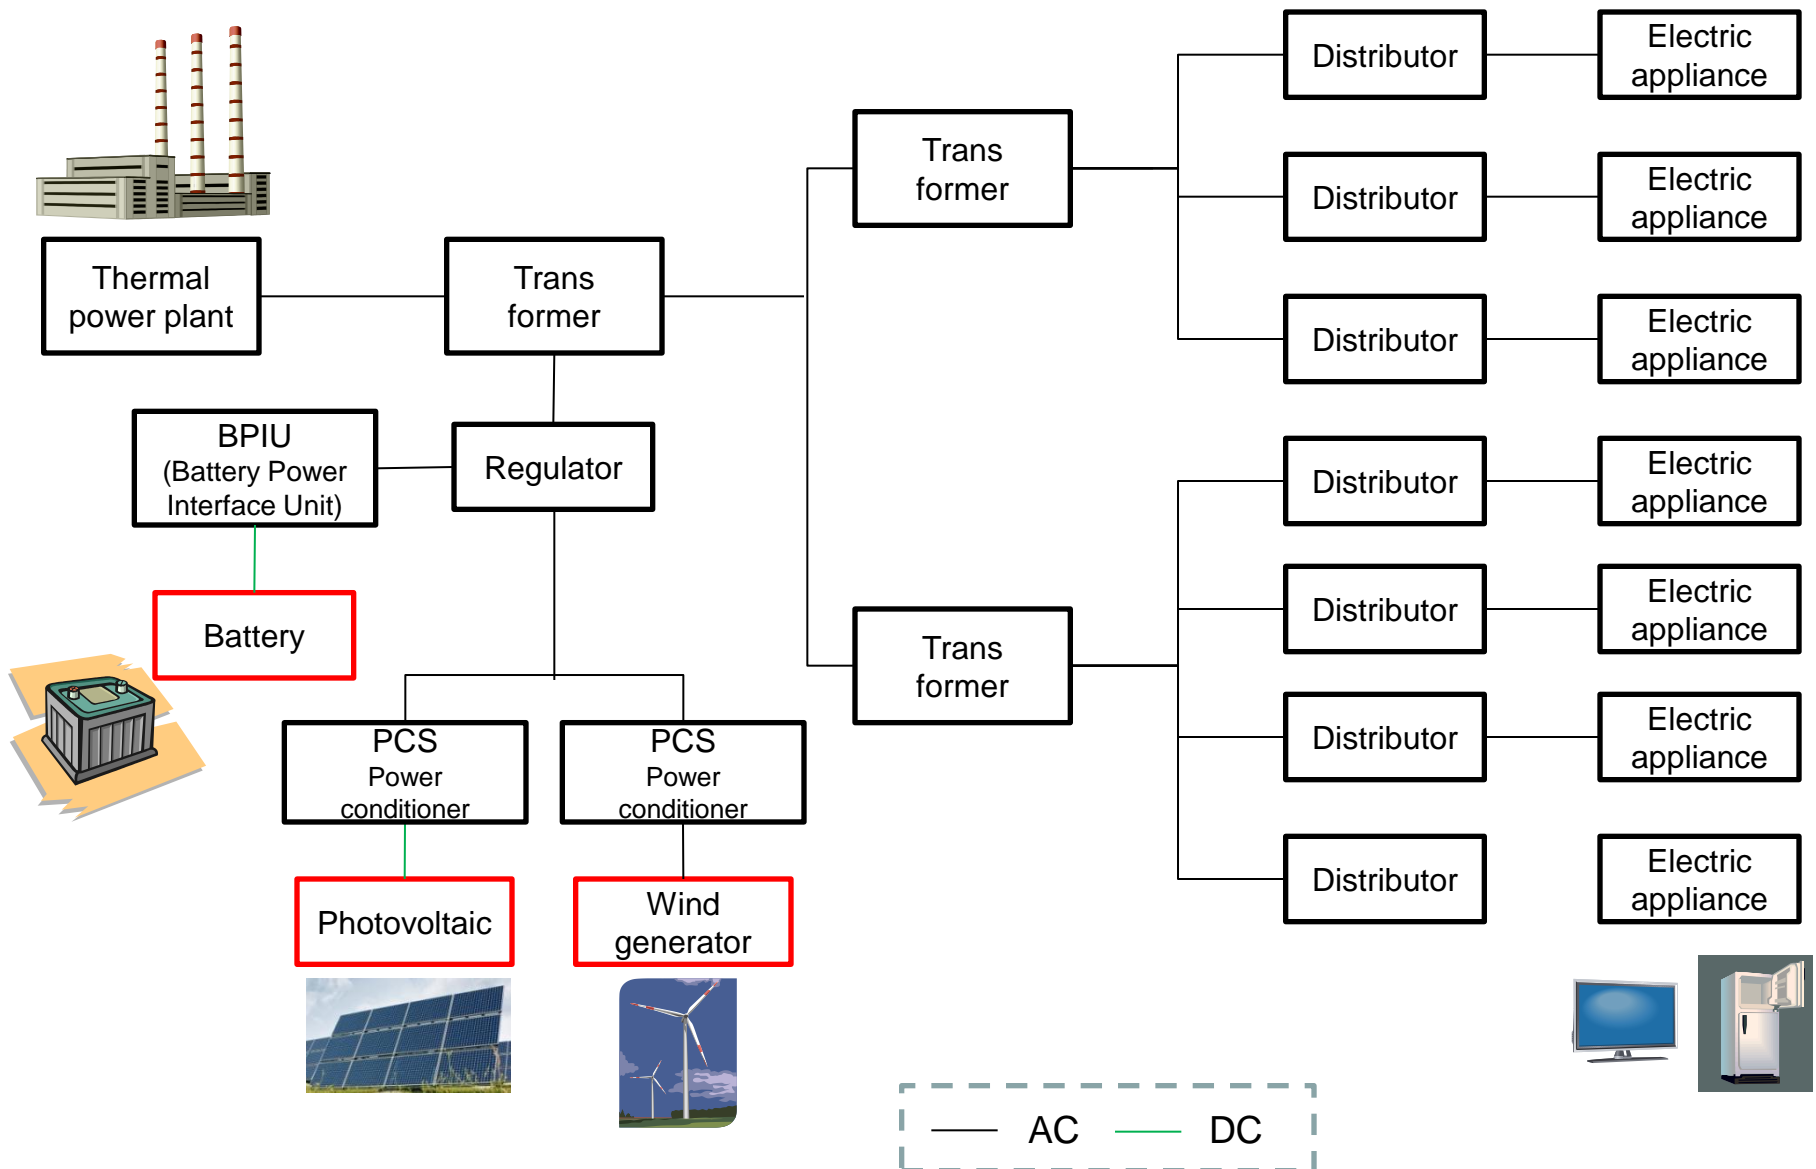 Distributor
Electric
appliance
Trans
former
Distributor
Electric
appliance
Thermal
power plant
Trans
former
Distributor
Electric
appliance
BPIU
(Battery Power
Interface Unit)
Regulator
Distributor
Electric
appliance
Battery
Trans
former
Distributor
Electric
appliance
PCS
Power
conditioner
PCS
Power
conditioner
Distributor
Electric
appliance
Photovoltaic
Wind
generator
Distributor
Electric
appliance
AC
DC